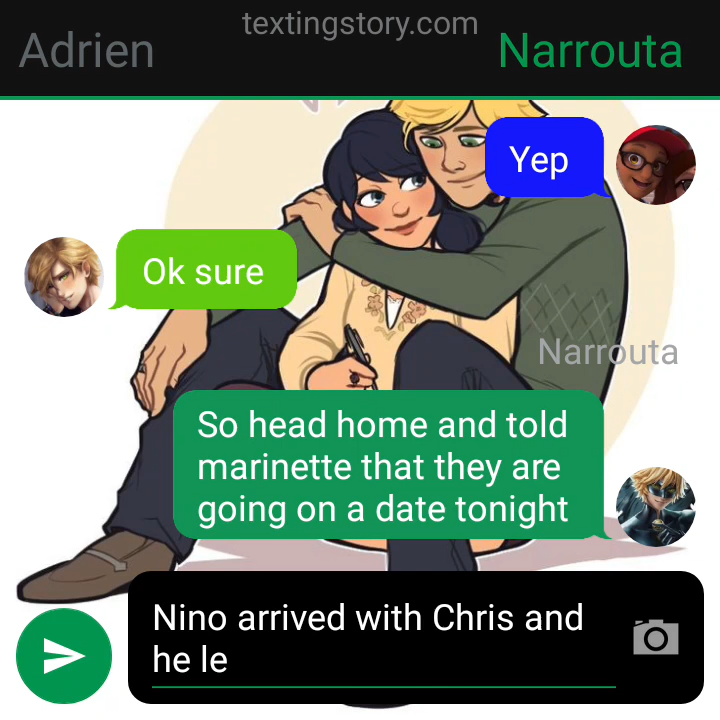 textingstory.com
Adrien
Narrouta
Yep
Ok sure
Narrouta
So head home and told
marinette that they are
going on a date tonight
Nino arrived with Chris and
he le